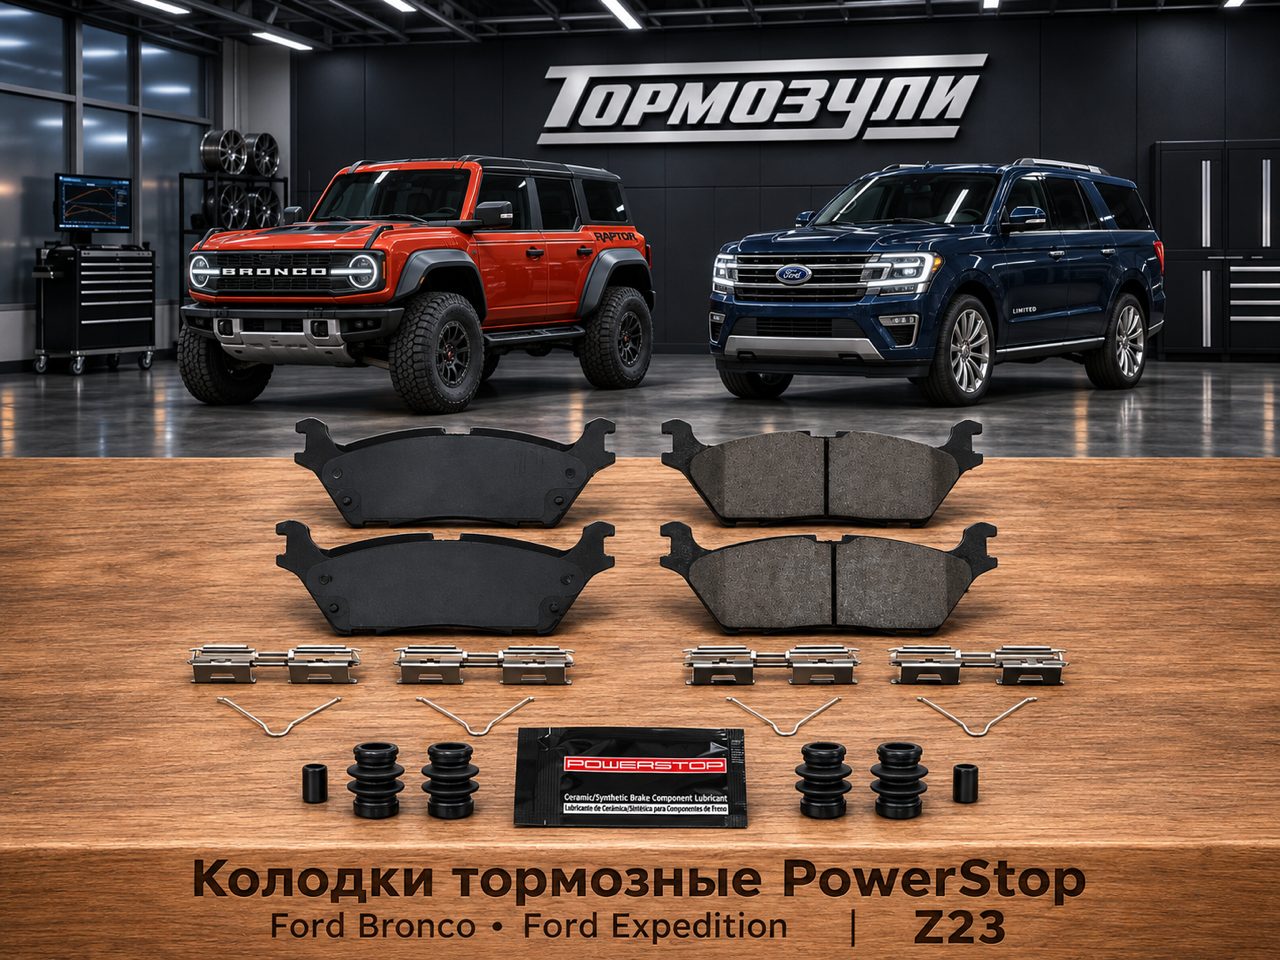 ТОРМОЗУЛИ
BRONCO
RAPTOR
Ford
LIMITED
POWERSTOP
Ceramic/Synthetic Brake Component Lubricant
Lubricante de Cerámica/Sintética para Componentes de Freno
Колодки тормозные PowerStop
Ford Bronco • Ford Expedition | Z23